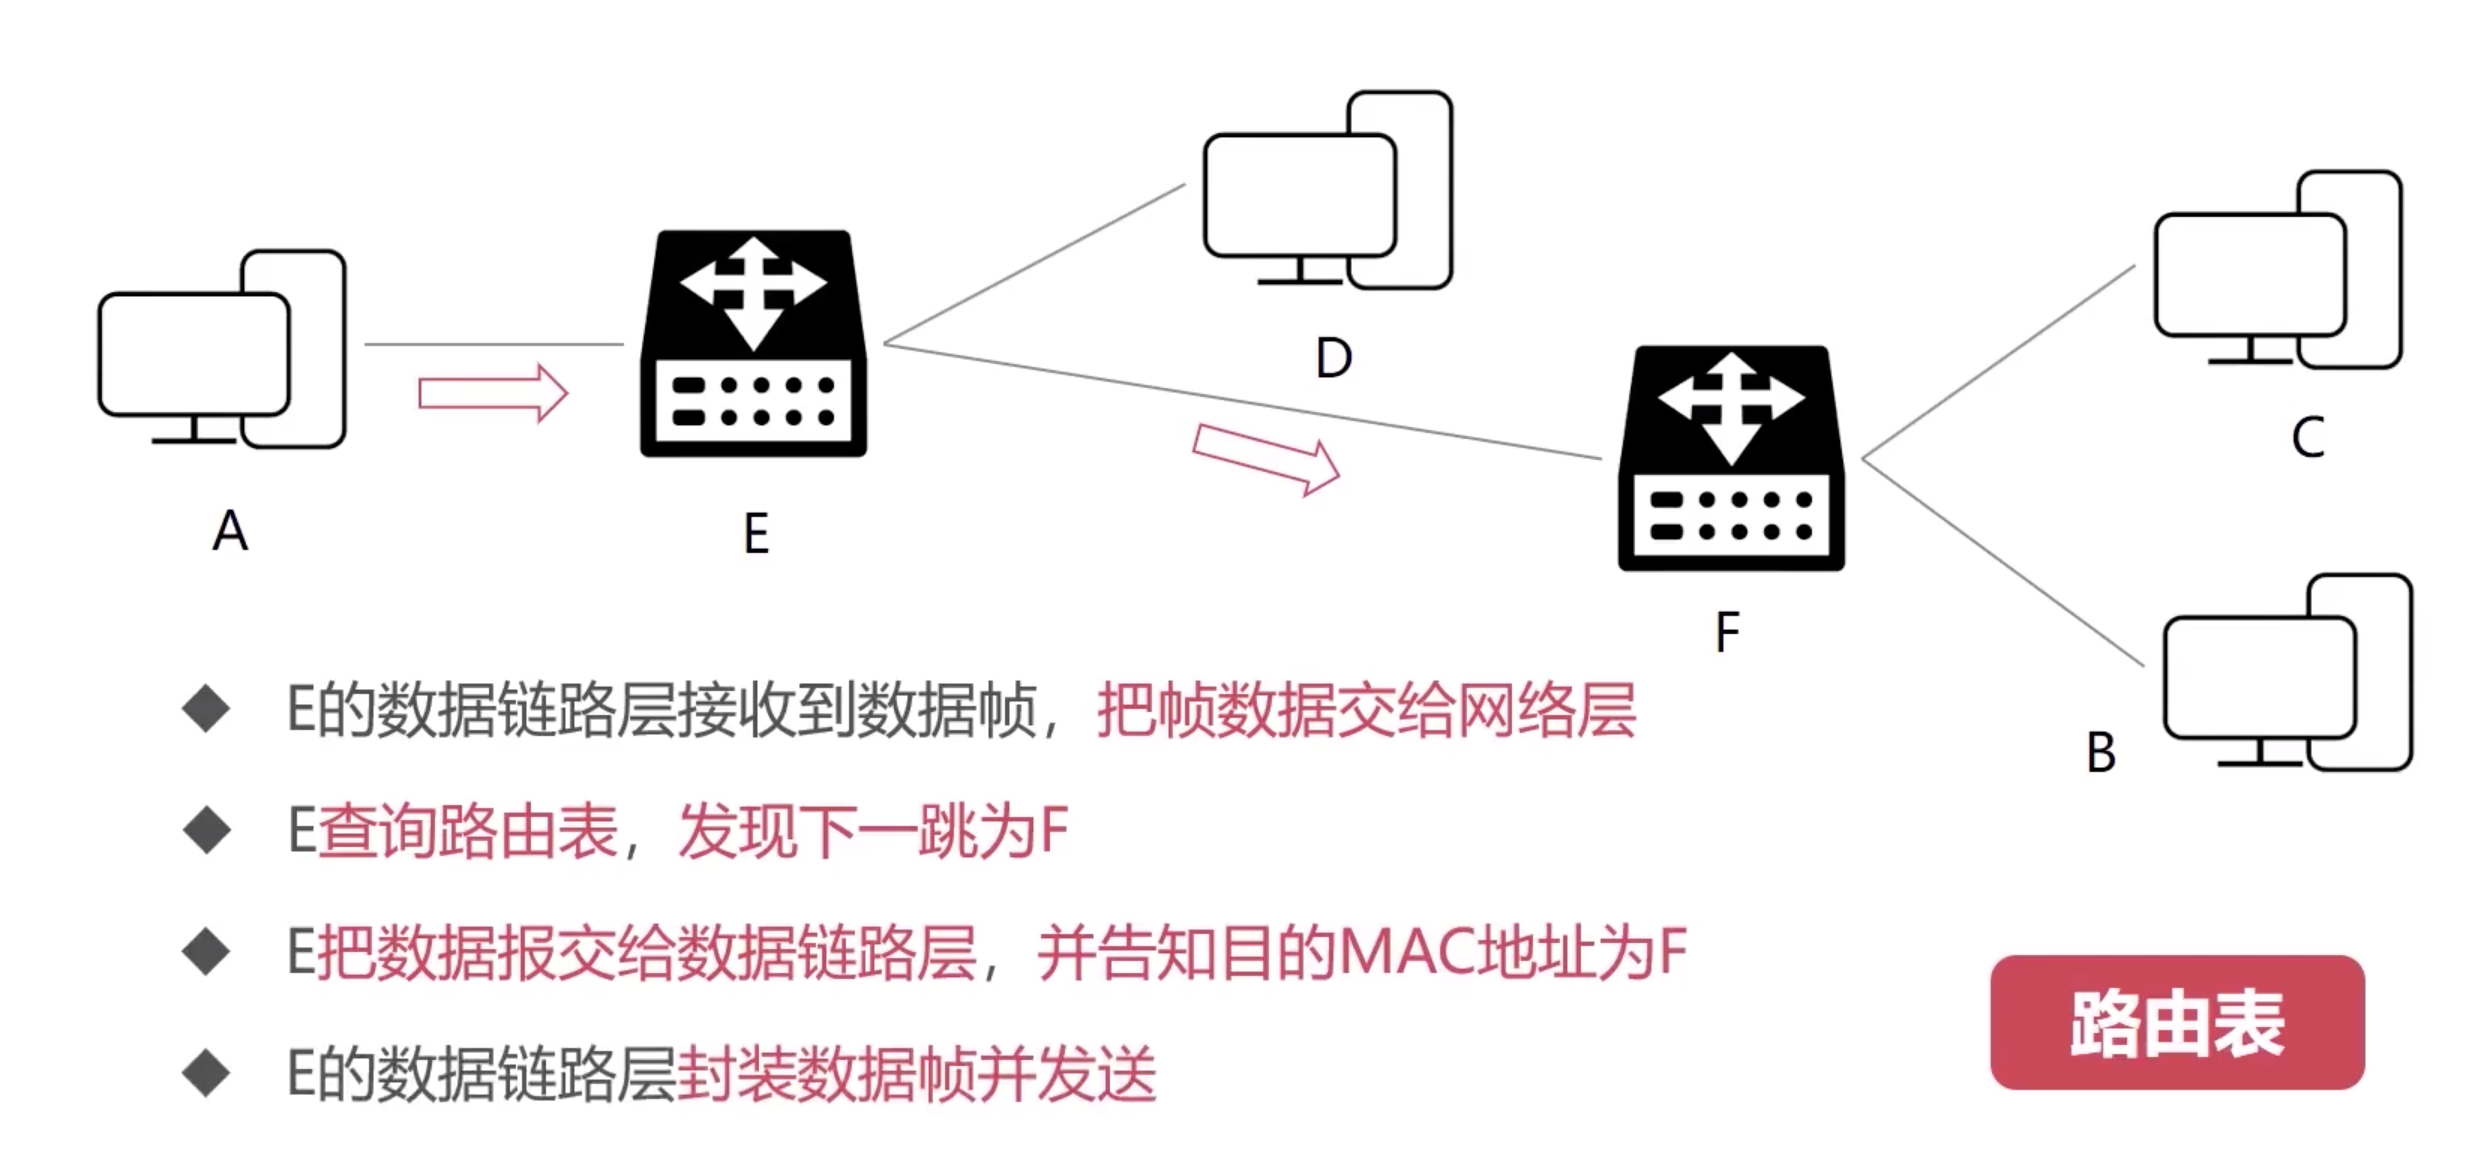 D
C
A
E
F
B
E的数据链路层接收到数据帧，把帧数据交给网络层
E查询路由表，发现下一跳为F
E把数据报交给数据链路层，并告知目的MAC地址为F
E的数据链路层封装数据帧并发送
路由表